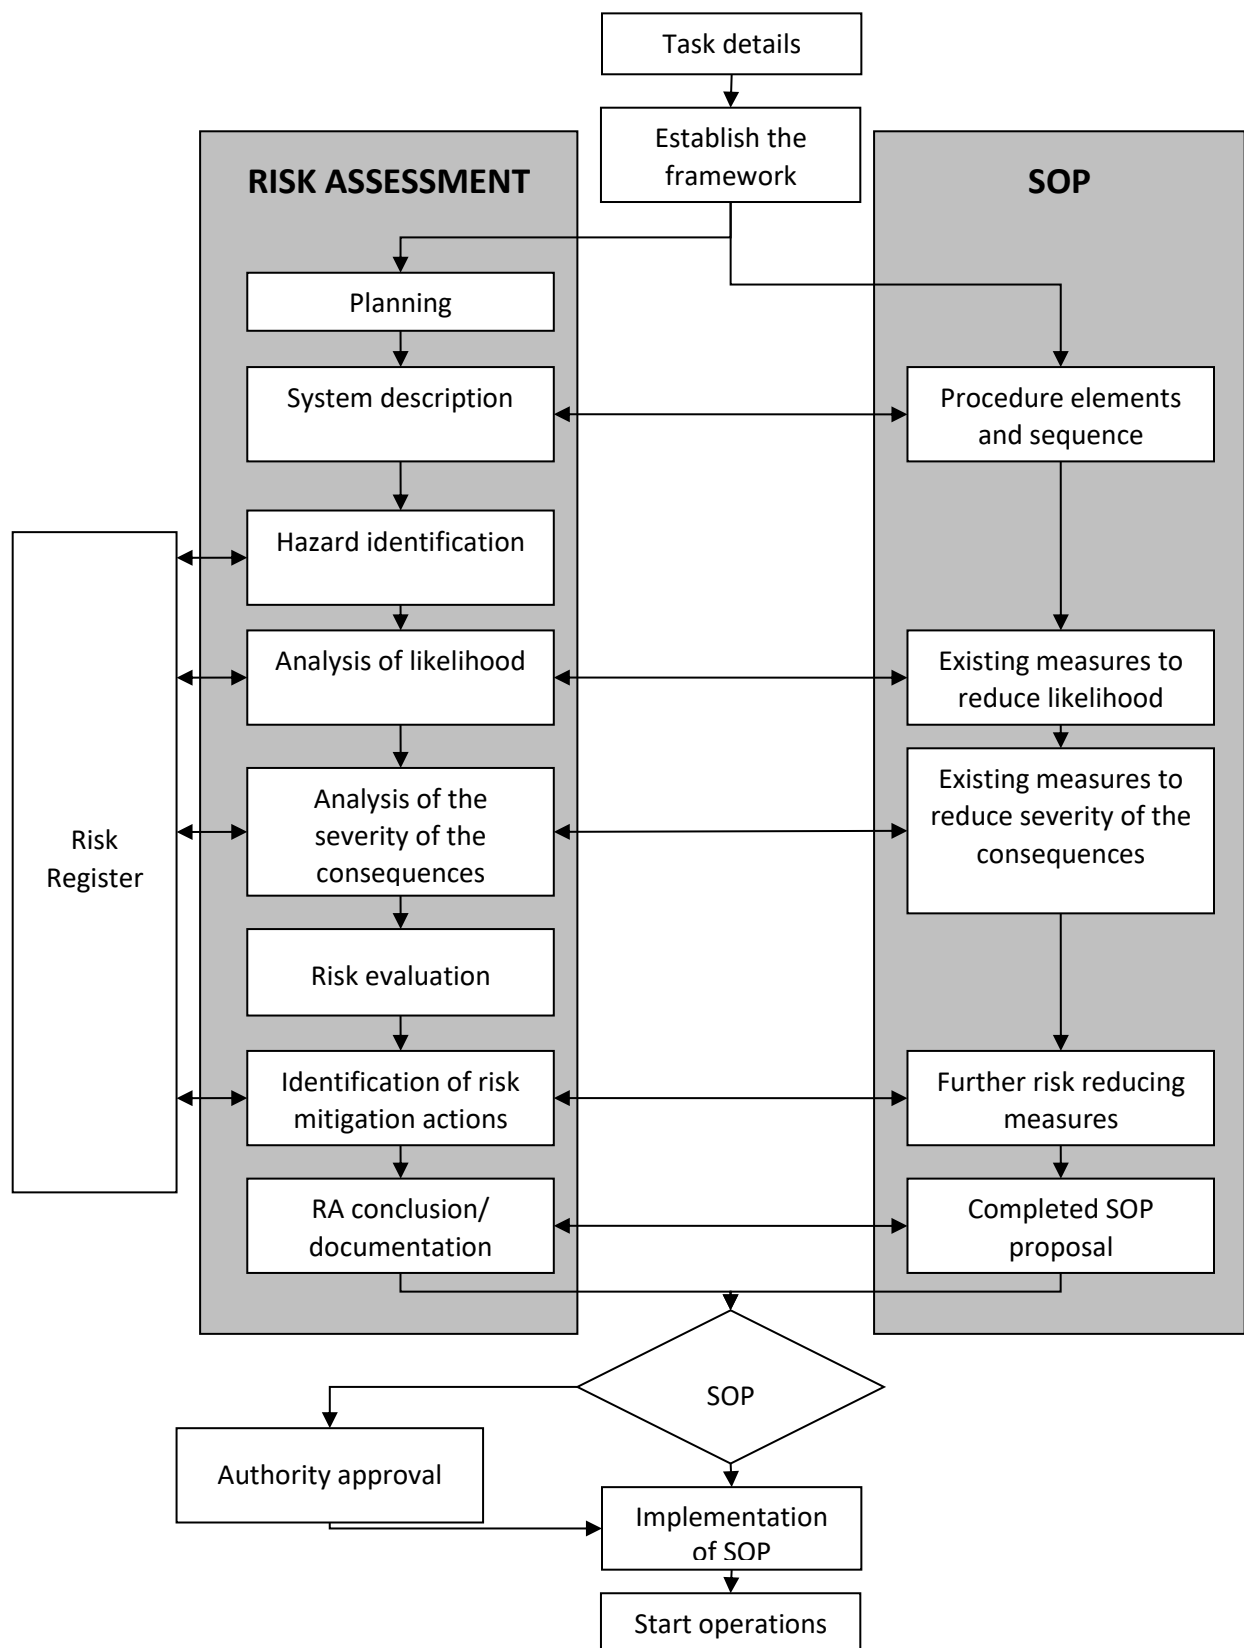 Task details
Establish the
framework
RISK ASSESSMENT
SOP
Planning
System description
Procedure elements
and sequence
Hazard identification
Analysis of likelihood
Existing measures to
reduce likelihood
Analysis of the
severity of the
consequences
Existing measures to
reduce severity of the
consequences
Risk
Register
Risk evaluation
Identification of risk
mitigation actions
Further risk reducing
measures
RA conclusion/
documentation
Completed SOP
proposal
SOP
Authority approval
Implementation
of SOP
Start operations